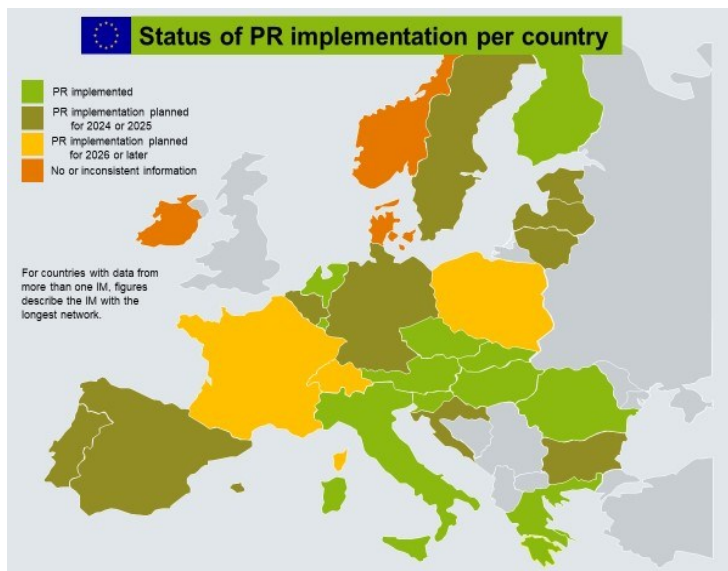 Status of PR implementation per country
PR implemented
PR implementation planned
for 2024 or 2025
PR implementation planned
for 2026 or later
No or inconsistent information
For countries with data from
more than one IM, figures
describe the IM with the
longest network.